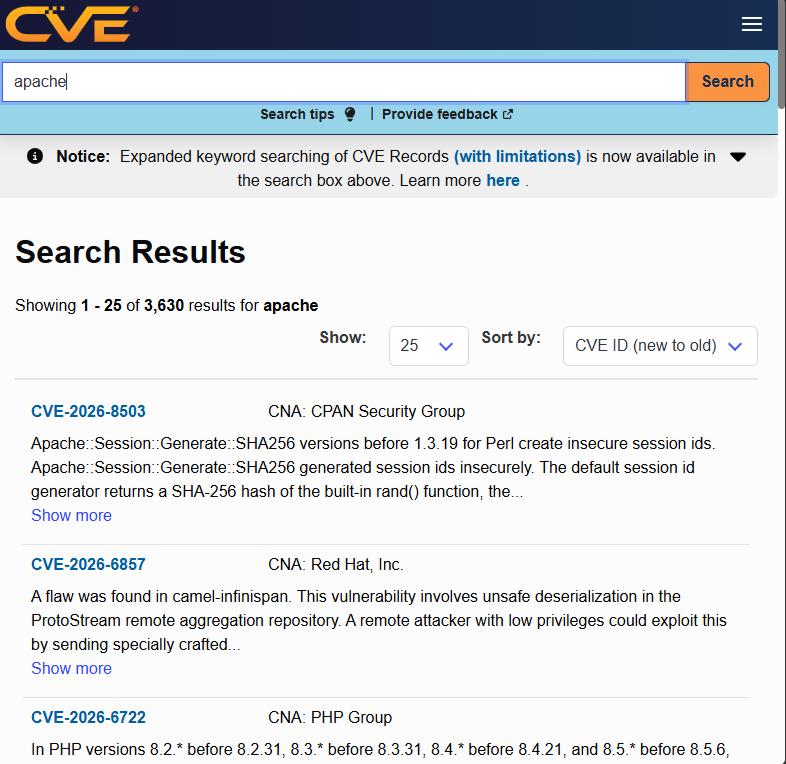 CVE®
apache
Search
Search tips | Provide feedback
Notice: Expanded keyword searching of CVE Records (with limitations) is now available in
the search box above. Learn more here .
Search Results
Showing 1 - 25 of 3,630 results for apache
Show: 25 Sort by: CVE ID (new to old)
CVE-2026-8503 CNA: CPAN Security Group
Apache::Session::Generate::SHA256 versions before 1.3.19 for Perl create insecure session ids.
Apache::Session::Generate::SHA256 generated session ids insecurely. The default session id
generator returns a SHA-256 hash of the built-in rand() function, the...
Show more
CVE-2026-6857 CNA: Red Hat, Inc.
A flaw was found in camel-infinispan. This vulnerability involves unsafe deserialization in the
ProtoStream remote aggregation repository. A remote attacker with low privileges could exploit this
by sending specially crafted...
Show more
CVE-2026-6722 CNA: PHP Group
In PHP versions 8.2.* before 8.2.31, 8.3.* before 8.3.31, 8.4.* before 8.4.21, and 8.5.* before 8.5.6,